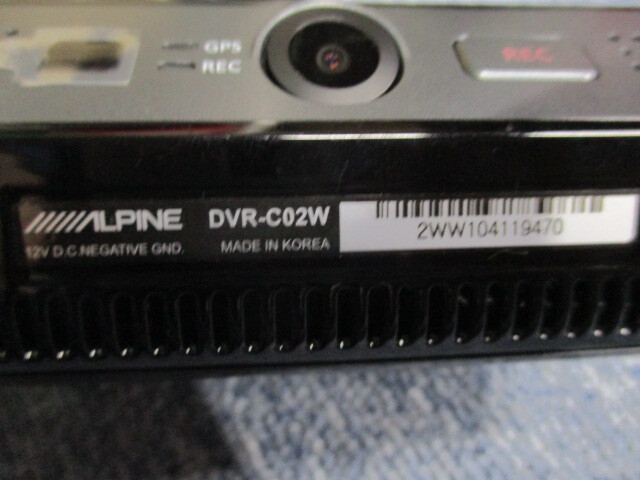 GPS
REC
REC
ALPINE DVR-C02W
2WW104119470
12V D.C.NEGATIVE GND. MADE IN KOREA